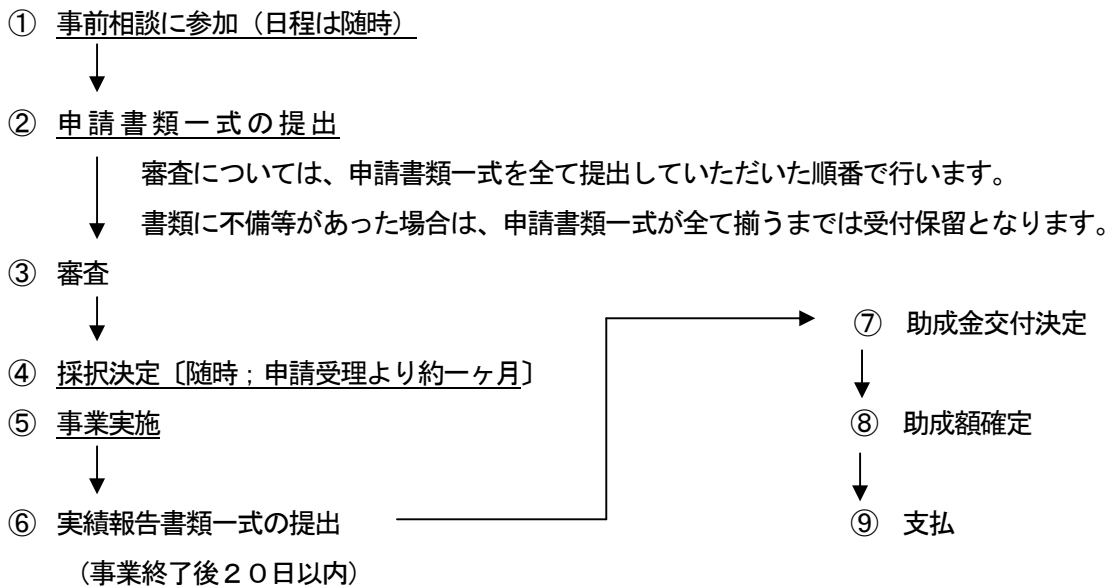 ① 事前相談に参加（日程は随時）
② 申請書類一式の提出
審査については、申請書類一式を全て提出していただいた順番で行います。
書類に不備等があった場合は、申請書類一式が全て揃うまでは受付保留となります。
③ 審査
④ 採択決定〔随時；申請受理より約一ヶ月〕
⑤ 事業実施
⑥ 実績報告書類一式の提出
（事業終了後２０日以内）
⑦ 助成金交付決定
⑧ 助成額確定
⑨ 支払